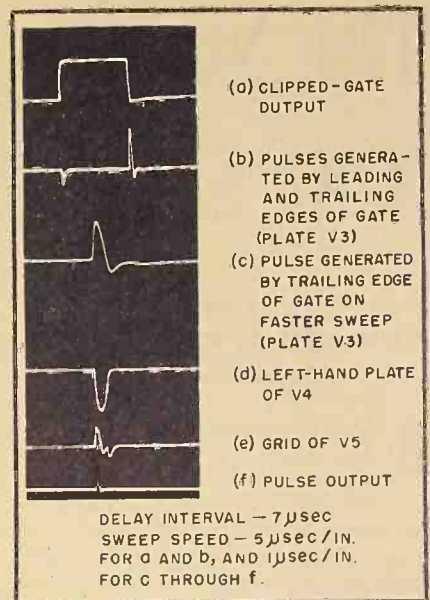 (a) CLIPPED-GATE
OUTPUT
(b) PULSES GENERA-
TED BY LEADING
AND TRAILING
EDGES OF GATE
(PLATE V3)
(c) PULSE GENERATED
BY TRAILING EDGE
OF GATE ON
FASTER SWEEP
(PLATE V3)
(d) LEFT-HAND PLATE
OF V4
(e) GRID OF V5
(f) PULSE OUTPUT
DELAY INTERVAL — 7μsec
SWEEP SPEED — 5μsec/IN.
FOR a AND b, AND 1μsec/IN.
FOR c THROUGH f.